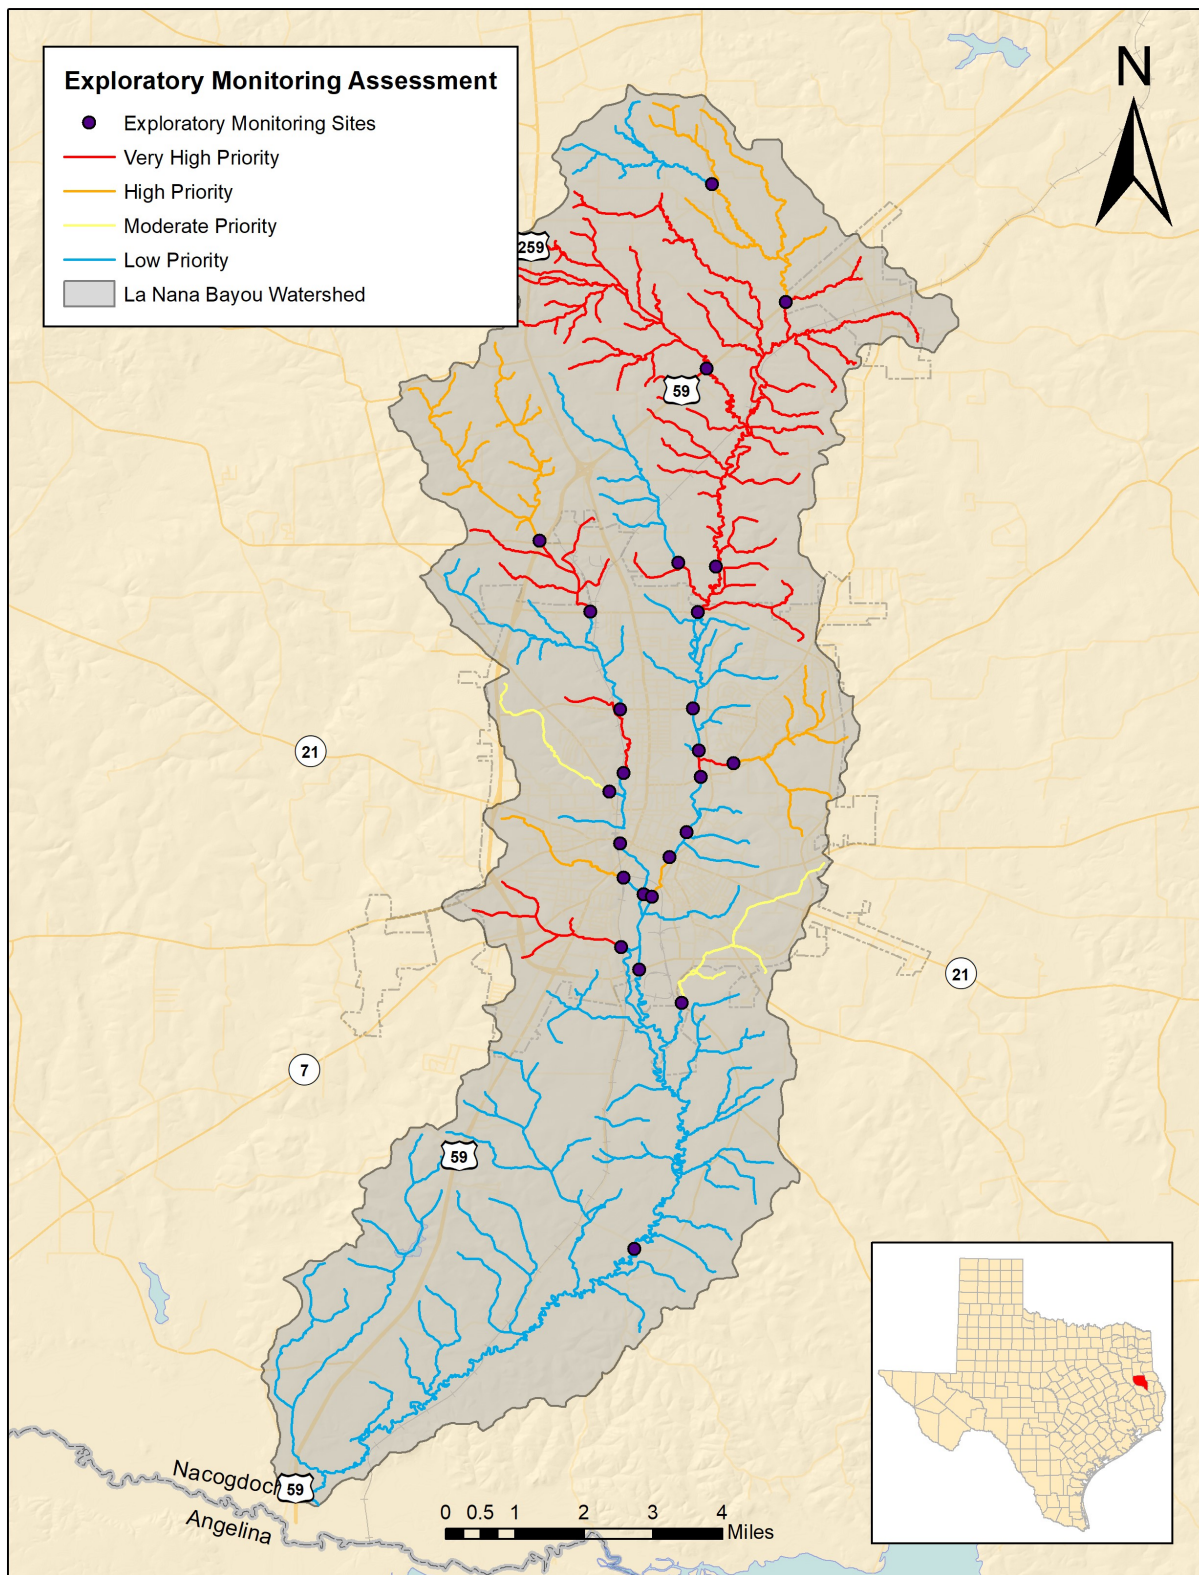 Exploratory Monitoring Assessment
Exploratory Monitoring Sites
Very High Priority
High Priority
Moderate Priority
Low Priority
La Nana Bayou Watershed
N
259
59
21
21
7
59
Nacogdoc
59
Angelina
0 0.5 1 2 3 4
Miles